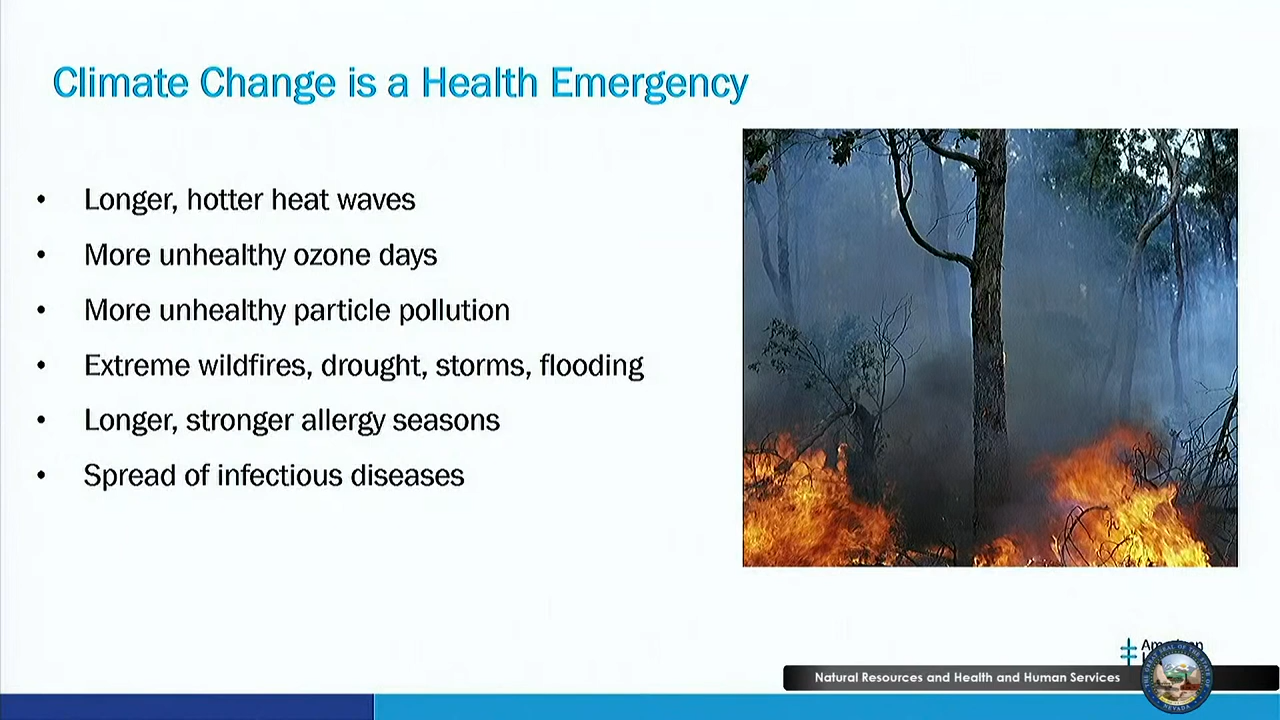 Climate Change is a Health Emergency
• Longer, hotter heat waves
• More unhealthy ozone days
• More unhealthy particle pollution
• Extreme wildfires, drought, storms, flooding
• Longer, stronger allergy seasons
• Spread of infectious diseases
Natural Resources and Health and Human Services
NEVADA